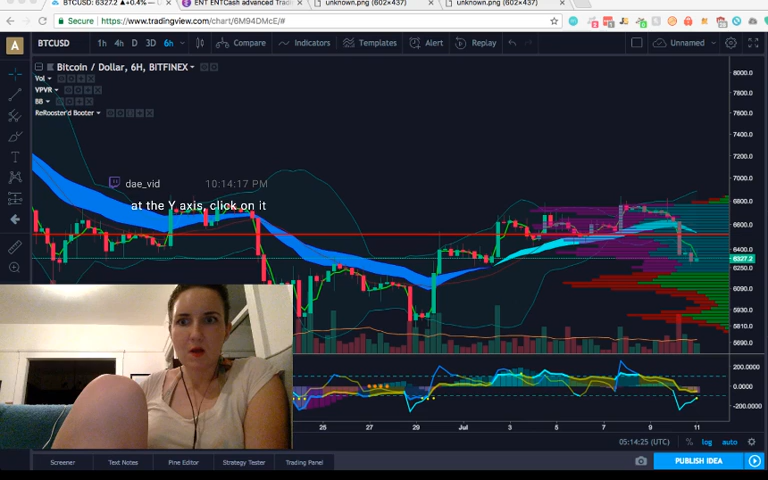 BTCUSD: 6327.2 ▲+0.4%
ENT ENTCash advanced Tradin
unknown.png (602×437)
unknown.png (602×437)
Secure https://www.tradingview.com/chart/6M94DMcE/#
A BTCUSD 1h 4h D 3D 6h Compare Indicators Templates Alert Replay Unnamed
Bitcoin / Dollar, 6H, BITFINEX
Vol
VPVR
BB
ReRooster'd Booter
dae_vid 10:14:17 PM
at the Y axis, click on it
8000.0
7800.0
7600.0
7400.0
7200.0
7000.0
6800.0
6600.0
6400.0
6327.2
6250.0
6090.0
5930.0
5810.0
5690.0
200.0000
0.0000
-200.0000
25 27 29 Jul 3 5 7 11
05:14:25 (UTC) % log auto
Screener Text Notes Pine Editor Strategy Tester Trading Panel PUBLISH IDEA